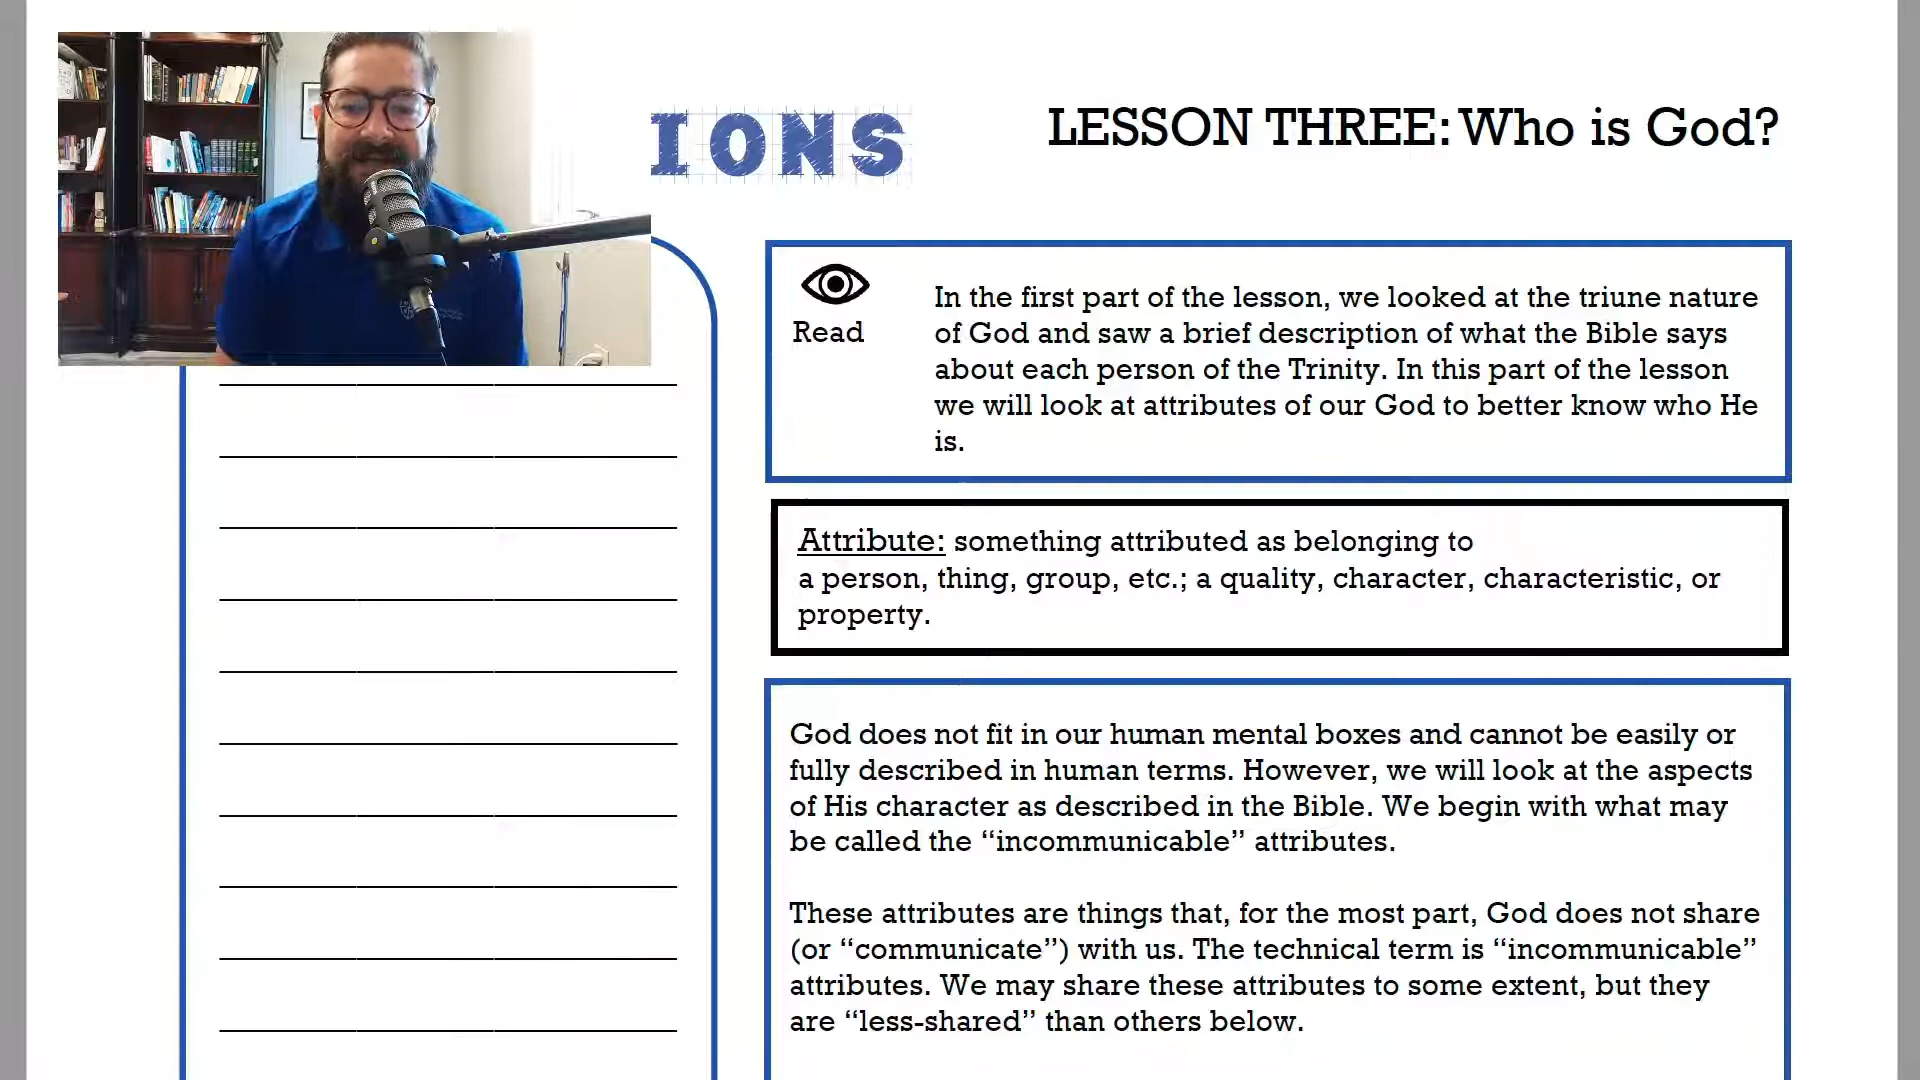 IONS
LESSON THREE: Who is God?
Read
In the first part of the lesson, we looked at the triune nature
of God and saw a brief description of what the Bible says
about each person of the Trinity. In this part of the lesson
we will look at attributes of our God to better know who He
is.
Attribute: something attributed as belonging to
a person, thing, group, etc.; a quality, character, characteristic, or
property.
God does not fit in our human mental boxes and cannot be easily or
fully described in human terms. However, we will look at the aspects
of His character as described in the Bible. We begin with what may
be called the “incommunicable” attributes.
These attributes are things that, for the most part, God does not share
(or “communicate”) with us. The technical term is “incommunicable”
attributes. We may share these attributes to some extent, but they
are “less-shared” than others below.